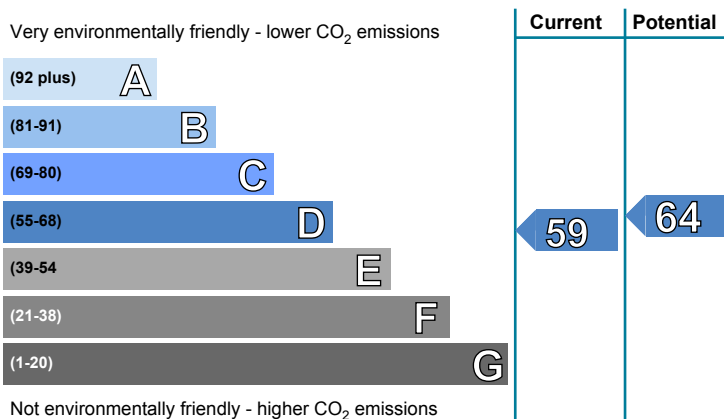 Current Potential
Very environmentally friendly - lower CO2 emissions
(92 plus) A
(81-91) B
(69-80) C
(55-68) D
59 64
(39-54 E
(21-38) F
(1-20) G
Not environmentally friendly - higher CO2 emissions